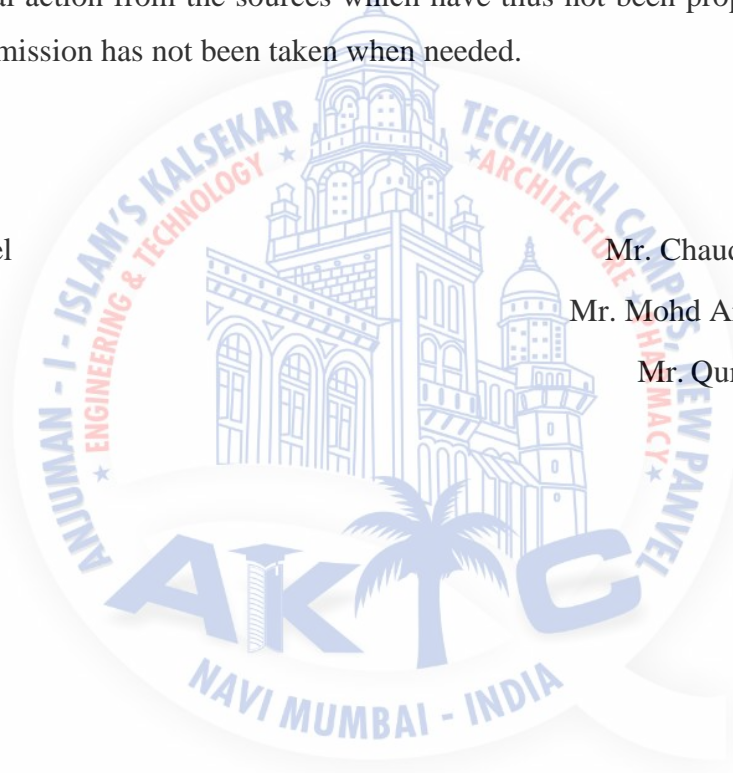 al action from the sources which have thus not been prop
mission has not been taken when needed.
el
Mr. Chaud
Mr. Mohd
Mr. Qur
ANJUMAN - I - ISLAM'S KALSEKAR TECHNICAL CAMPUS, NEW PANVEL
ENGINEERING & TECHNOLOGY * * ARCHITECTURE * PHARMACY *
AKTC
NAVI MUMBAI - INDIA